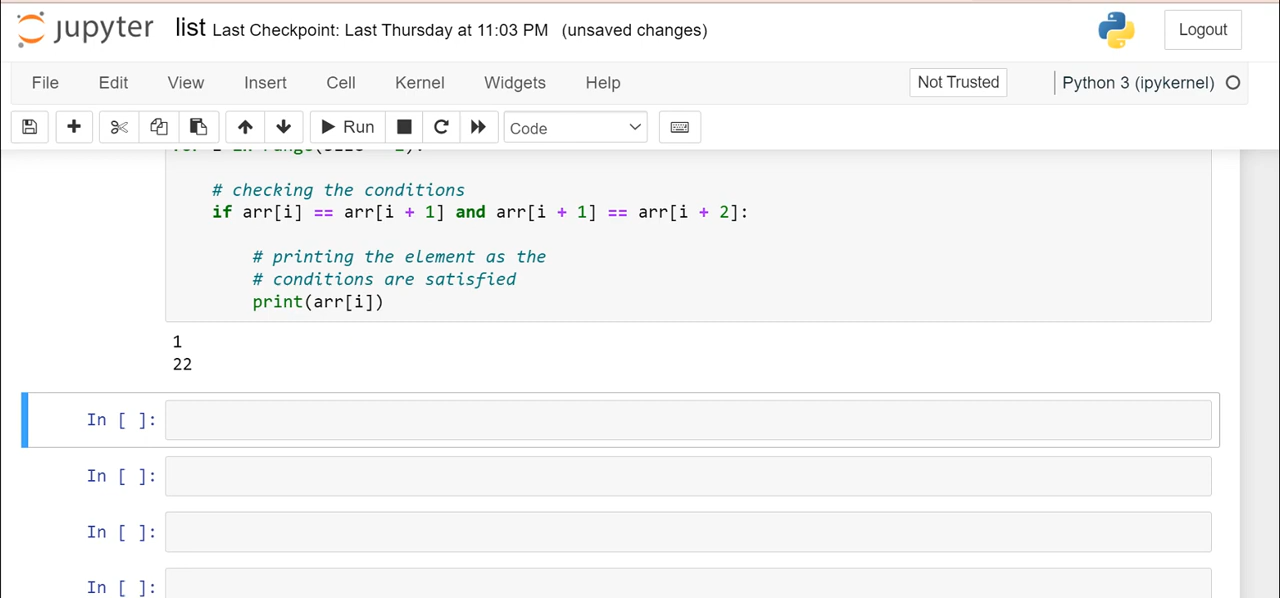 jupyter list Last Checkpoint: Last Thursday at 11:03 PM (unsaved changes) Logout
File Edit View Insert Cell Kernel Widgets Help Not Trusted Python 3 (ipykernel)
Run Code
# checking the conditions
if arr[i] == arr[i + 1] and arr[i + 1] == arr[i + 2]:
# printing the element as the
# conditions are satisfied
print(arr[i])
1
22
In [ ]:
In [ ]:
In [ ]:
In [ ]: